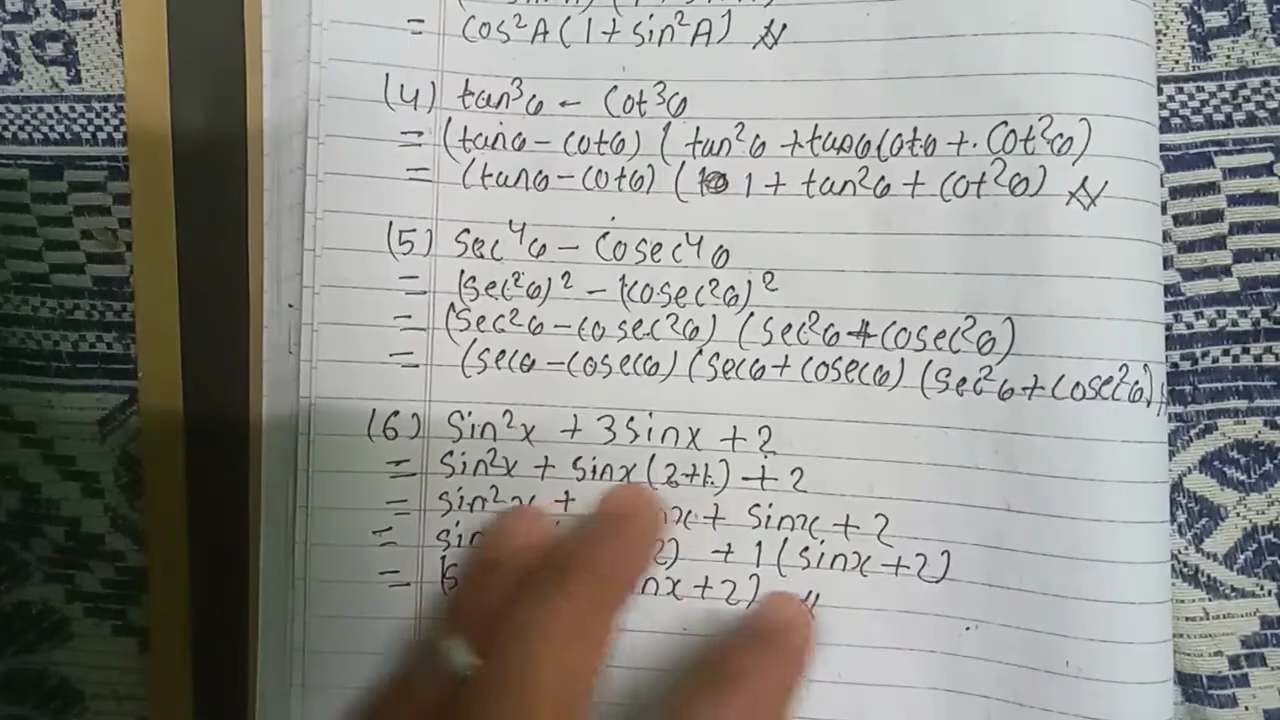 = Cos²A(1+sin²A)
(4) tan³θ - Cot³θ
= (tanθ-cotθ) (tan²θ+tanθCotθ+.Cot²θ)
= (tanθ-cotθ) ( 1+tan²θ+cot²θ)
(5) Sec⁴θ - Cosec⁴θ
= (sec²θ)² - (cosec²θ)²
= (Sec²θ-cosec²θ) (sec²θ+cosec²θ)
= (secθ-cosecθ) (secθ+cosecθ) (sec²θ+cosec²θ)
(6) Sin²x + 3sinx + 2
= sin²x + sinx(2+1) + 2
= sin²x + x + sinx + 2
= sin 2) + 1(sinx+2)
= (s nx+2)